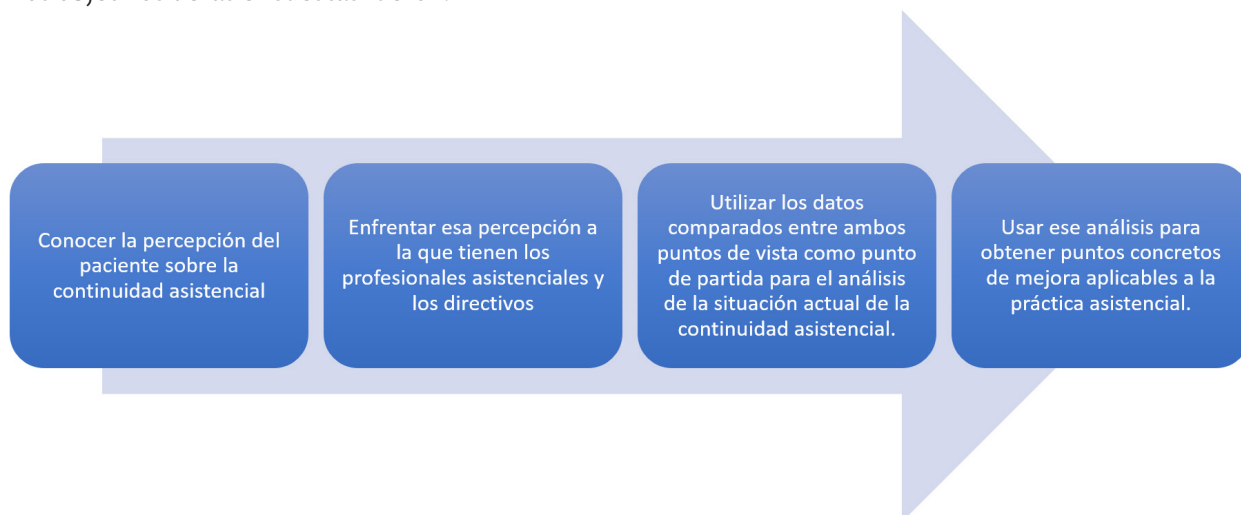 Conocer la percepción del
paciente sobre la
continuidad asistencial
Enfrentar esa percepción a
la que tienen los
profesionales asistenciales y
los directivos
Utilizar los datos
comparados entre ambos
puntos de vista como punto
de partida para el análisis
de la situación actual de la
continuidad asistencial.
Usar ese análisis para
obtener puntos concretos
de mejora aplicables a la
práctica asistencial.